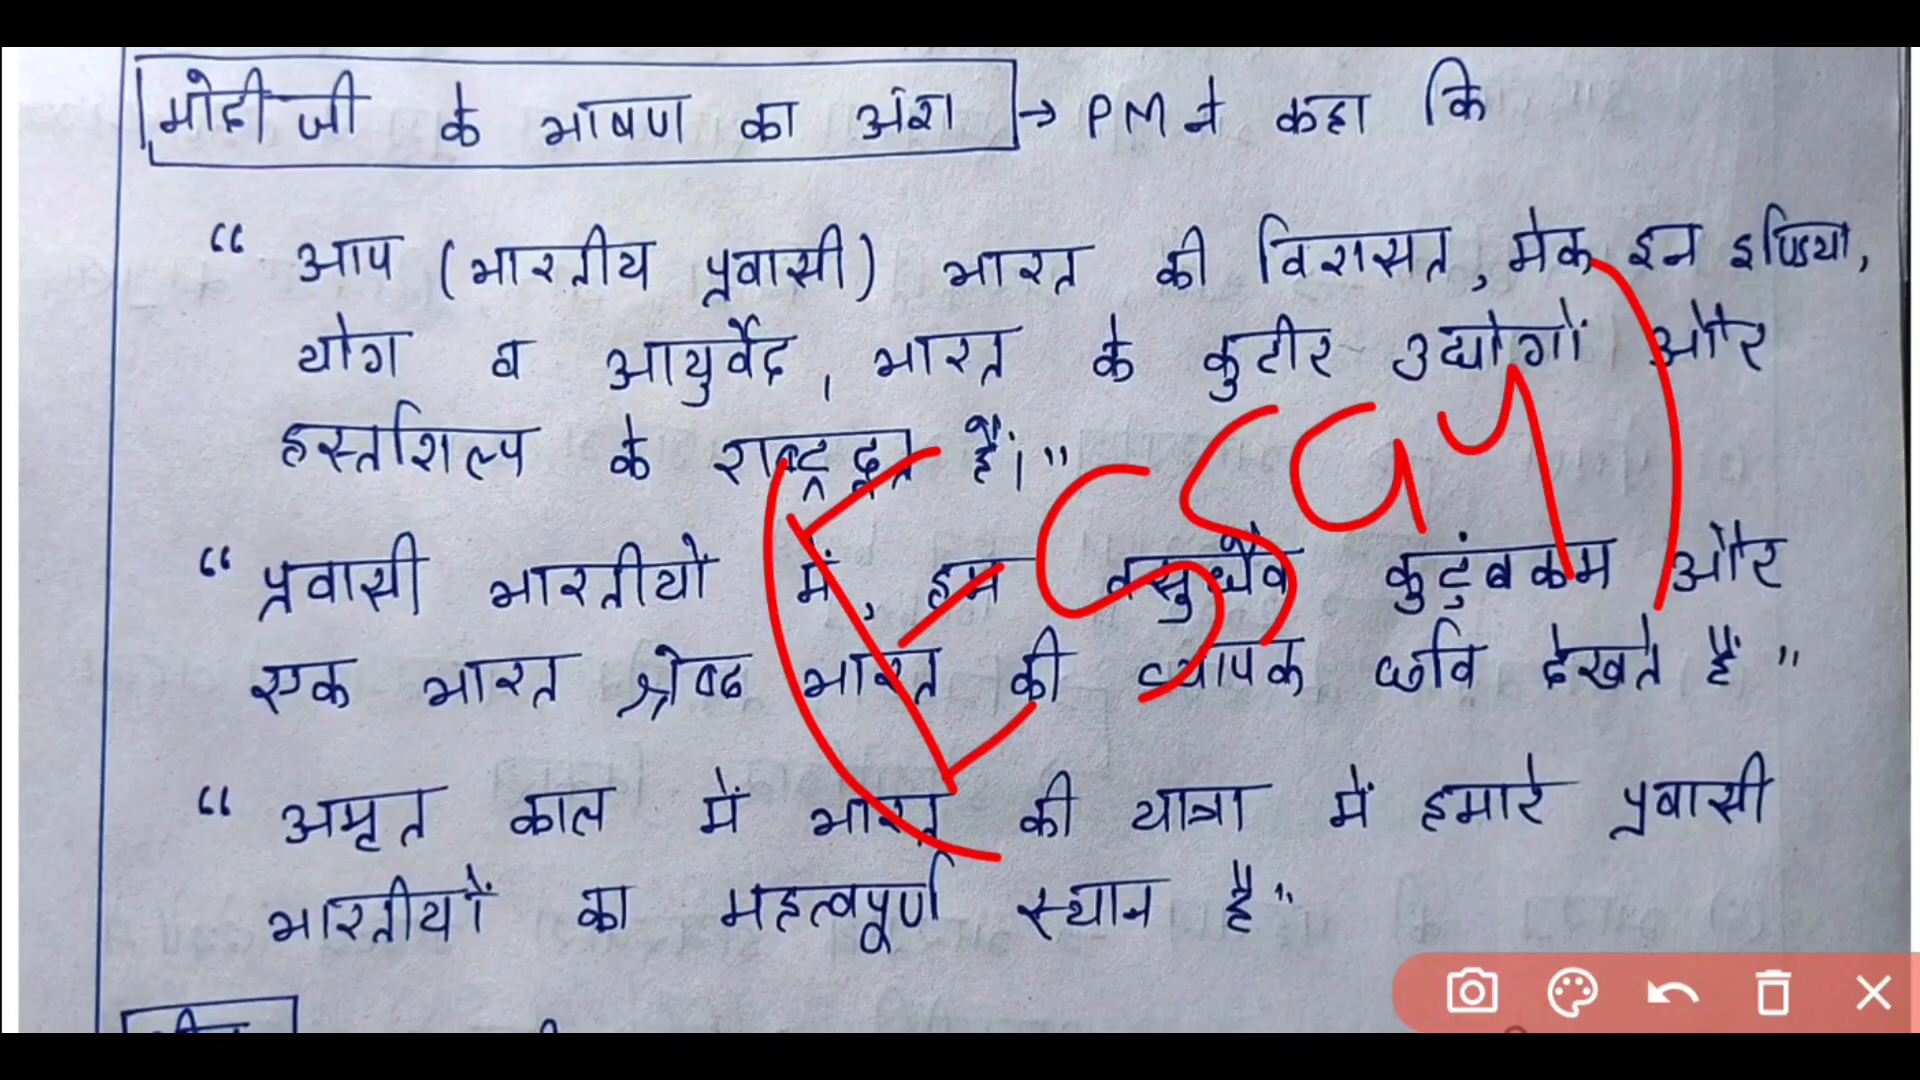 मोदी जी के भाषण का अंश → PM ने कहा कि
“ आप (भारतीय प्रवासी) भारत की विरासत, मेक इन इण्डिया,
योग व आयुर्वेद, भारत के कुटीर उद्योगों और
हस्तशिल्प के राष्ट्रदूत हैं।”
(Essay)
“ प्रवासी भारतीयों में, हम वसुधैव कुटुंबकम और
एक भारत श्रेष्ठ भारत की व्यापक छवि देखते हैं ”
“ अमृत काल में भारत की यात्रा में हमारे प्रवासी
भारतीयों का महत्वपूर्ण स्थान है”